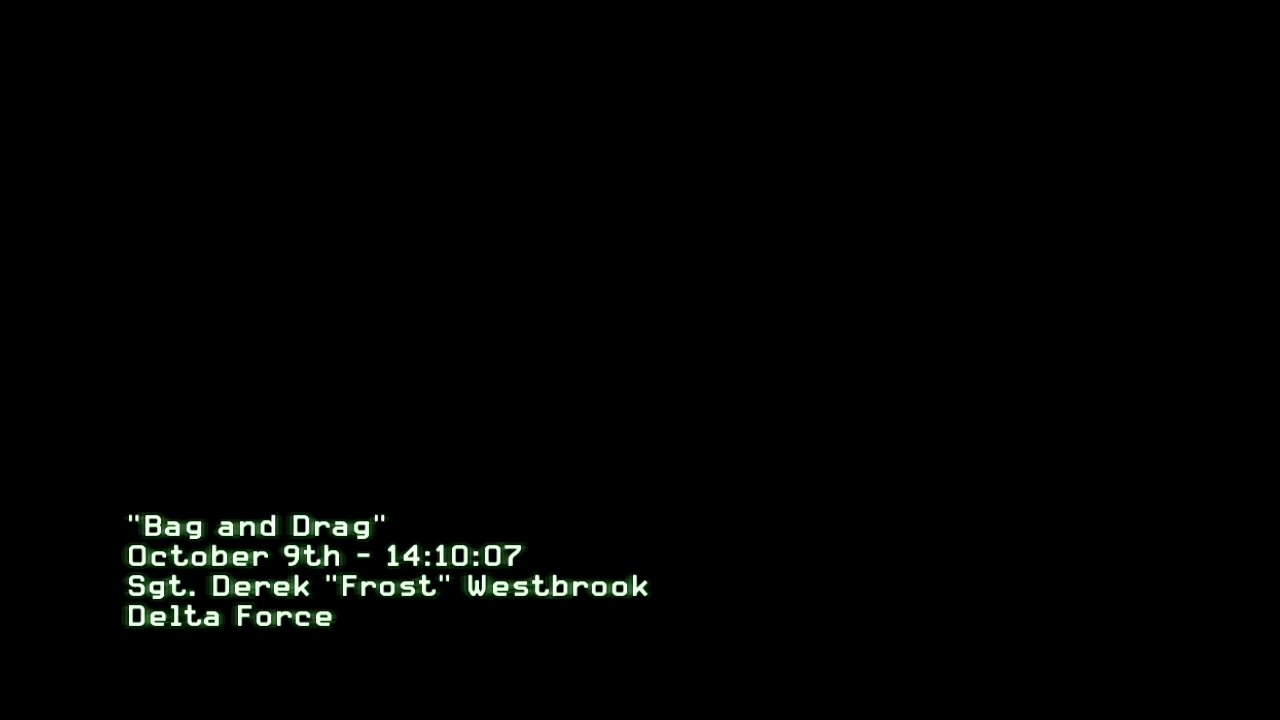 "Bag and Drag"
October 9th - 14:10:07
Sgt. Derek "Frost" Westbrook
Delta Force